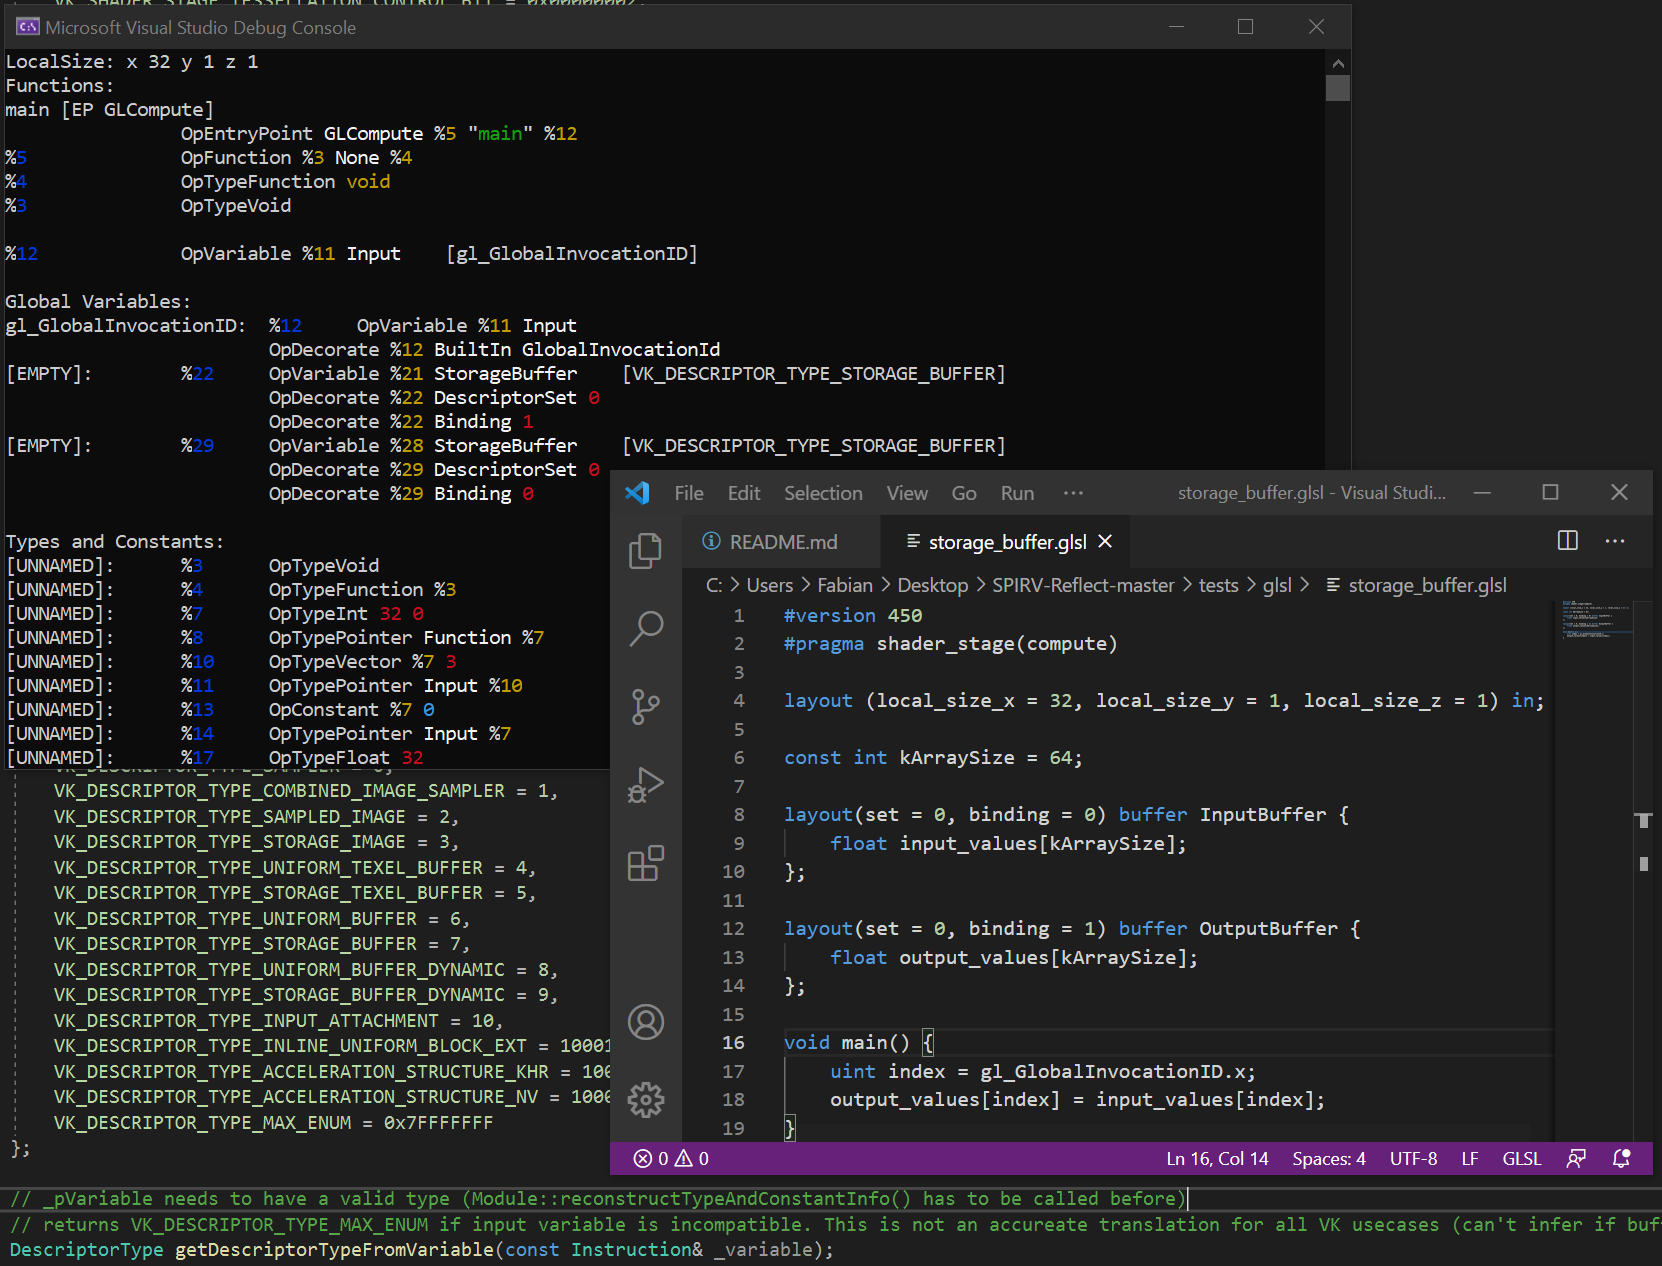 VK_SHADER_STAGE_TESSELLATION_CONTROL_BIT = 0x00000002,
Microsoft Visual Studio Debug Console
LocalSize: x 32 y 1 z 1
Functions:
main [EP GLCompute]
OpEntryPoint GLCompute %5 "main" %12
%5 OpFunction %3 None %4
%4 OpTypeFunction void
%3 OpTypeVoid
%12 OpVariable %11 Input [gl_GlobalInvocationID]
Global Variables:
gl_GlobalInvocationID: %12 OpVariable %11 Input
OpDecorate %12 BuiltIn GlobalInvocationId
[EMPTY]: %22 OpVariable %21 StorageBuffer [VK_DESCRIPTOR_TYPE_STORAGE_BUFFER]
OpDecorate %22 DescriptorSet 0
OpDecorate %22 Binding 1
[EMPTY]: %29 OpVariable %28 StorageBuffer [VK_DESCRIPTOR_TYPE_STORAGE_BUFFER]
OpDecorate %29 DescriptorSet 0
OpDecorate %29 Binding 0
Types and Constants:
[UNNAMED]: %3 OpTypeVoid
[UNNAMED]: %4 OpTypeFunction %3
[UNNAMED]: %7 OpTypeInt 32 0
[UNNAMED]: %8 OpTypePointer Function %7
[UNNAMED]: %10 OpTypeVector %7 3
[UNNAMED]: %11 OpTypePointer Input %10
[UNNAMED]: %13 OpConstant %7 0
[UNNAMED]: %14 OpTypePointer Input %7
[UNNAMED]: %17 OpTypeFloat 32
VK_DESCRIPTOR_TYPE_SAMPLER = 0,
VK_DESCRIPTOR_TYPE_COMBINED_IMAGE_SAMPLER = 1,
VK_DESCRIPTOR_TYPE_SAMPLED_IMAGE = 2,
VK_DESCRIPTOR_TYPE_STORAGE_IMAGE = 3,
VK_DESCRIPTOR_TYPE_UNIFORM_TEXEL_BUFFER = 4,
VK_DESCRIPTOR_TYPE_STORAGE_TEXEL_BUFFER = 5,
VK_DESCRIPTOR_TYPE_UNIFORM_BUFFER = 6,
VK_DESCRIPTOR_TYPE_STORAGE_BUFFER = 7,
VK_DESCRIPTOR_TYPE_UNIFORM_BUFFER_DYNAMIC = 8,
VK_DESCRIPTOR_TYPE_STORAGE_BUFFER_DYNAMIC = 9,
VK_DESCRIPTOR_TYPE_INPUT_ATTACHMENT = 10,
VK_DESCRIPTOR_TYPE_INLINE_UNIFORM_BLOCK_EXT = 10001
VK_DESCRIPTOR_TYPE_ACCELERATION_STRUCTURE_KHR = 100
VK_DESCRIPTOR_TYPE_ACCELERATION_STRUCTURE_NV = 1000
VK_DESCRIPTOR_TYPE_MAX_ENUM = 0x7FFFFFFF
};
File Edit Selection View Go Run ··· storage_buffer.glsl - Visual Studi...
README.md storage_buffer.glsl
C: > Users > Fabian > Desktop > SPIRV-Reflect-master > tests > glsl > storage_buffer.glsl
1 #version 450
2 #pragma shader_stage(compute)
3
4 layout (local_size_x = 32, local_size_y = 1, local_size_z = 1) in;
5
6 const int kArraySize = 64;
7
8 layout(set = 0, binding = 0) buffer InputBuffer {
9 float input_values[kArraySize];
10 };
11
12 layout(set = 0, binding = 1) buffer OutputBuffer {
13 float output_values[kArraySize];
14 };
15
16 void main() {
17 uint index = gl_GlobalInvocationID.x;
18 output_values[index] = input_values[index];
19 }
0 0 Ln 16, Col 14 Spaces: 4 UTF-8 LF GLSL
// _pVariable needs to have a valid type (Module::reconstructTypeAndConstantInfo() has to be called before)
// returns VK_DESCRIPTOR_TYPE_MAX_ENUM if input variable is incompatible. This is not an accureate translation for all VK usecases (can't infer if buf
DescriptorType getDescriptorTypeFromVariable(const Instruction& _variable);